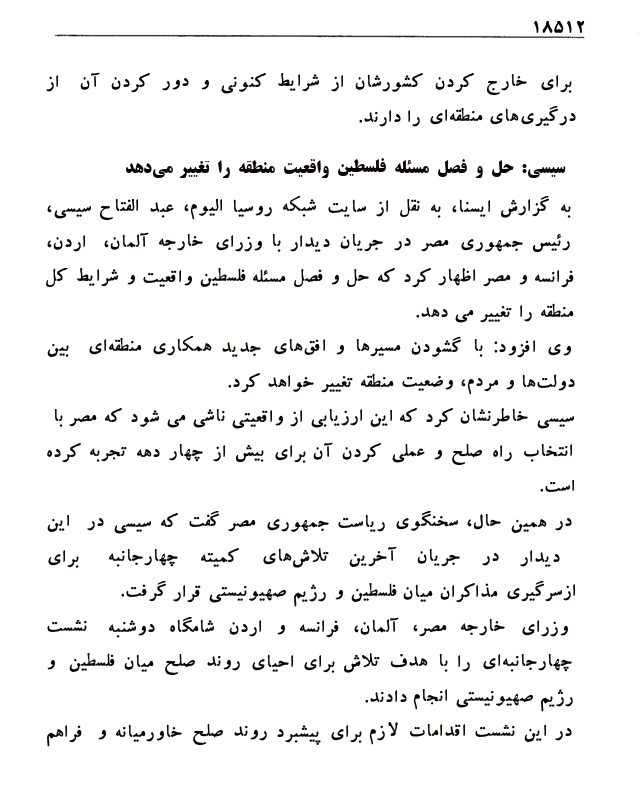 ۱۸۵۱۲
برای خارج کردن کشورشان از شرایط کنونی و دور کردن آن از
درگیری‌های منطقه‌ای را دارند.
سیسی: حل و فصل مسئله فلسطین واقعیت منطقه را تغییر می‌دهد
به گزارش ایسنا، به نقل از سایت شبکه روسیا الیوم، عبد الفتاح سیسی،
رئیس جمهوری مصر در جریان دیدار با وزرای خارجه آلمان، اردن،
فرانسه و مصر اظهار کرد که حل و فصل مسئله فلسطین واقعیت و شرایط کل
منطقه را تغییر می دهد.
وی افزود: با گشودن مسیرها و افق‌های جدید همکاری منطقه‌ای بین
دولت‌ها و مردم، وضعیت منطقه تغییر خواهد کرد.
سیسی خاطرنشان کرد که این ارزیابی از واقعیتی ناشی می شود که مصر با
انتخاب راه صلح و عملی کردن آن برای بیش از چهار دهه تجربه کرده
است.
در همین حال، سخنگوی ریاست جمهوری مصر گفت که سیسی در این
دیدار در جریان آخرین تلاش‌های کمیته چهارجانبه برای
ازسرگیری مذاکران میان فلسطین و رژیم صهیونیستی قرار گرفت.
وزرای خارجه مصر، آلمان، فرانسه و اردن شامگاه دوشنبه نشست
چهارجانبه‌ای را با هدف تلاش برای احیای روند صلح میان فلسطین و
رژیم صهیونیستی انجام دادند.
در این نشست اقدامات لازم برای پیشبرد روند صلح خاورمیانه و فراهم